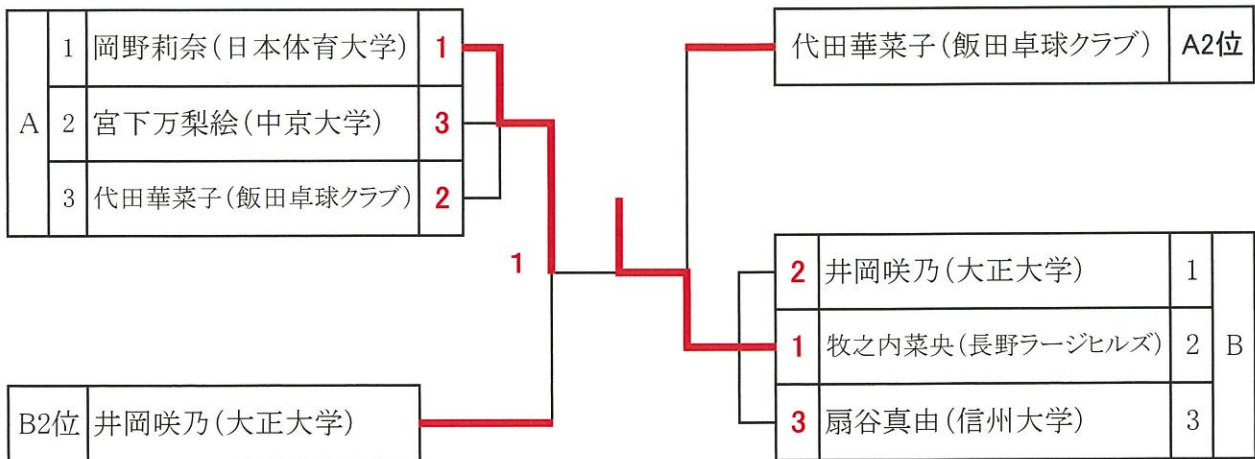 A
1 岡野莉奈(日本体育大学) 1
2 宮下万梨絵(中京大学) 3
3 代田華菜子(飯田卓球クラブ) 2
代田華菜子(飯田卓球クラブ) A2位
1
2 井岡咲乃(大正大学) 1
1 牧之内菜央(長野ラージヒルズ) 2
3 扇谷真由(信州大学) 3
B
B2位 井岡咲乃(大正大学)